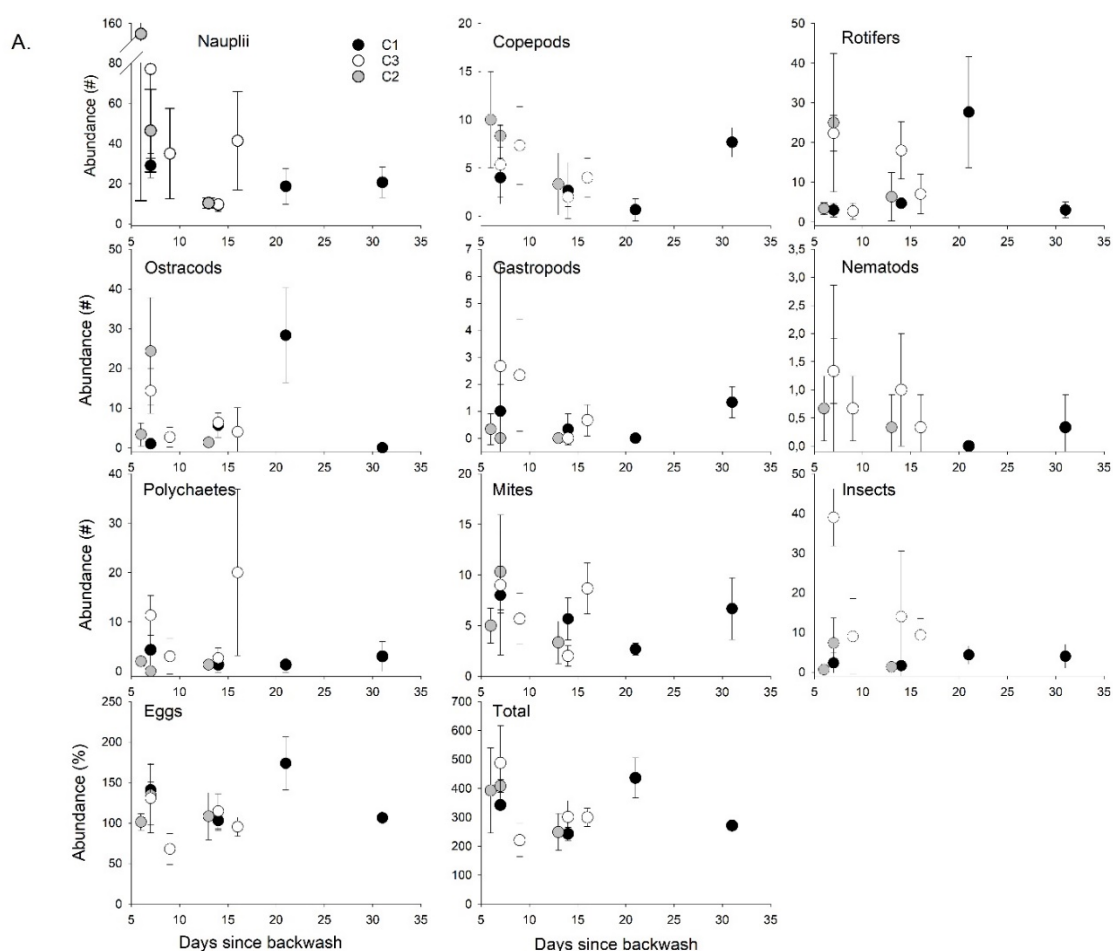 A.
Nauplii
C1
C3
C2
Copepods
Rotifers
Abundance (#)
160
80
60
40
20
0
20
15
10
5
0
50
40
30
20
10
0
5 10 15 20 25 30 35
5 10 15 20 25 30 35
5 10 15 20 25 30 35
Ostracods
Gastropods
Nematods
Abundance (#)
50
40
30
20
10
0
7
6
5
4
3
2
1
0
3,5
3,0
2,5
2,0
1,5
1,0
0,5
0,0
5 10 15 20 25 30 35
5 10 15 20 25 30 35
5 10 15 20 25 30 35
Polychaetes
Mites
Insects
Abundance (#)
40
30
20
10
0
20
15
10
5
0
50
40
30
20
10
0
5 10 15 20 25 30 35
5 10 15 20 25 30 35
5 10 15 20 25 30 35
Eggs
Total
Abundance (%)
250
200
150
100
50
0
700
600
500
400
300
200
100
0
5 10 15 20 25 30 35
5 10 15 20 25 30 35
Days since backwash
Days since backwash